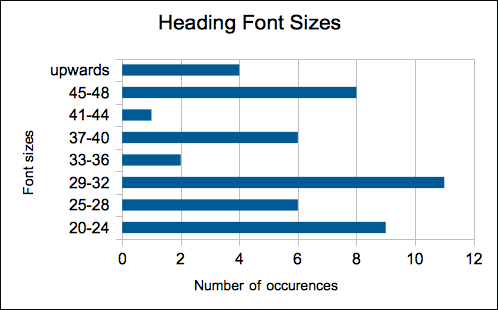 Heading Font Sizes
Font sizes
upwards
45-48
41-44
37-40
33-36
29-32
25-28
20-24
0 2 4 6 8 10 12
Number of occurences